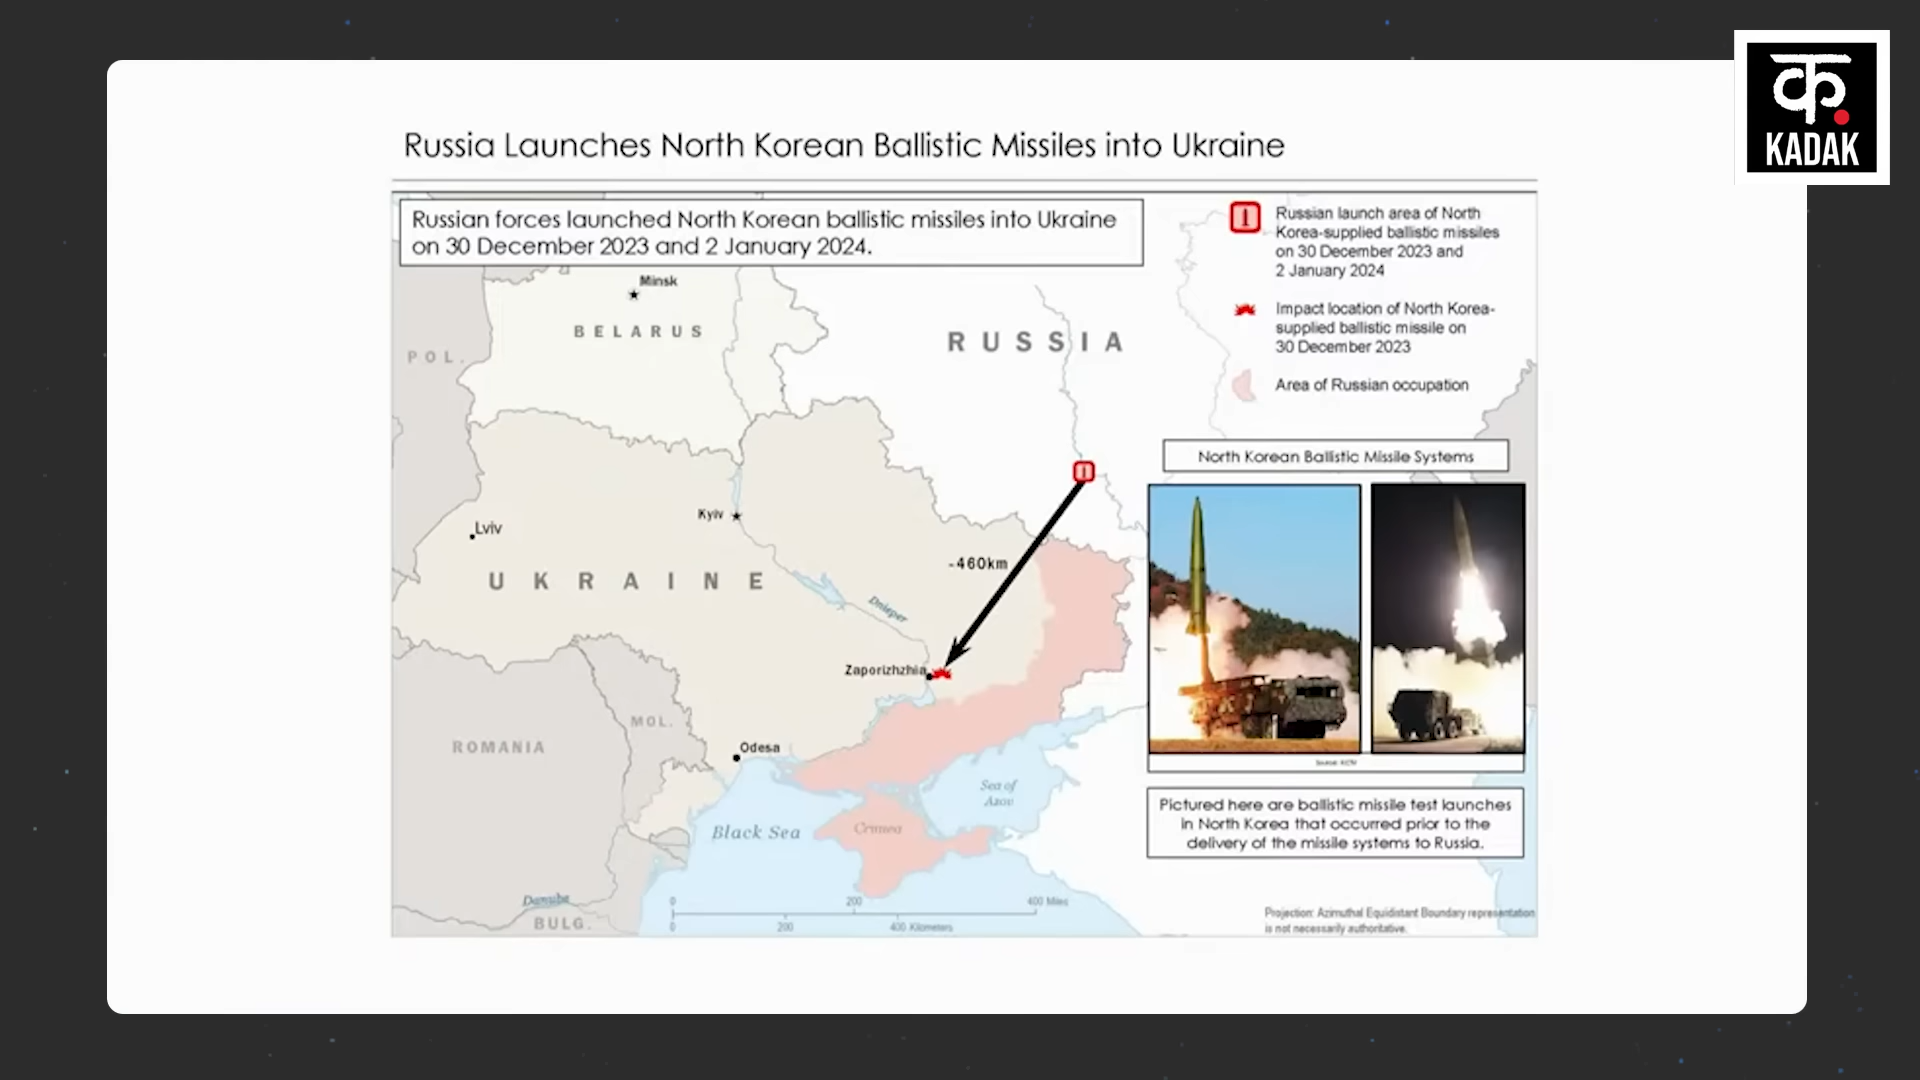 क.
KADAK
Russia Launches North Korean Ballistic Missiles into Ukraine
Russian forces launched North Korean ballistic missiles into Ukraine
on 30 December 2023 and 2 January 2024.
1
Russian launch area of North
Korea-supplied ballistic missiles
on 30 December 2023 and
2 January 2024
Impact location of North Korea-
supplied ballistic missile on
30 December 2023
Area of Russian occupation
Minsk
BELARUS
POL.
RUSSIA
1
North Korean Ballistic Missile Systems
Kyiv
Lviv
~460km
UKRAINE
Dnieper
Zaporizhzhia
MOL.
ROMANIA
Odesa
Source: KCTV
Sea of
Azov
Black Sea
Crimea
Pictured here are ballistic missile test launches
in North Korea that occurred prior to the
delivery of the missile systems to Russia.
Danube
BULG.
0 200 400 Miles
0 200 400 Kilometers
Projection: Azimuthal Equidistant Boundary representation
is not necessarily authoritative.